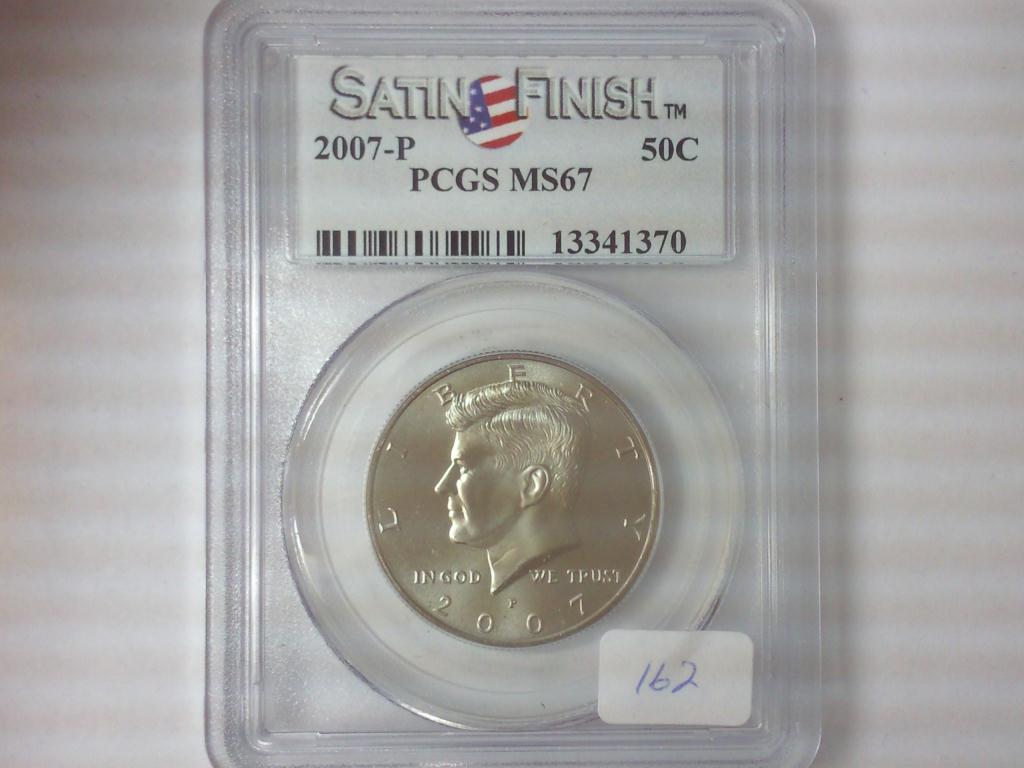 SATIN FINISH™
2007-P 50C
PCGS MS67
13341370
LIBERTY
IN GOD WE TRUST
P
2007
162